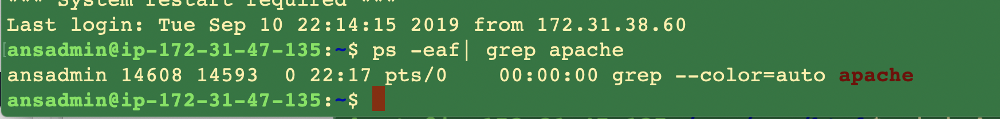 *** System restart required ***
Last login: Tue Sep 10 22:14:15 2019 from 172.31.38.60
[ansadmin@ip-172-31-47-135:~$ ps -eaf| grep apache
ansadmin 14608 14593  0 22:17 pts/0    00:00:00 grep --color=auto apache
ansadmin@ip-172-31-47-135:~$